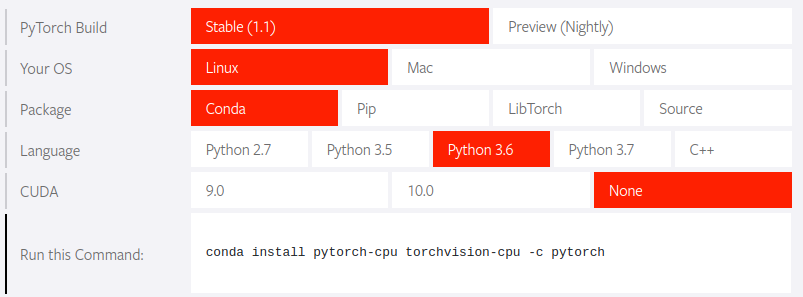 PyTorch Build Stable (1.1) Preview (Nightly)
Your OS Linux Mac Windows
Package Conda Pip LibTorch Source
Language Python 2.7 Python 3.5 Python 3.6 Python 3.7 C++
CUDA 9.0 10.0 None
Run this Command: conda install pytorch-cpu torchvision-cpu -c pytorch